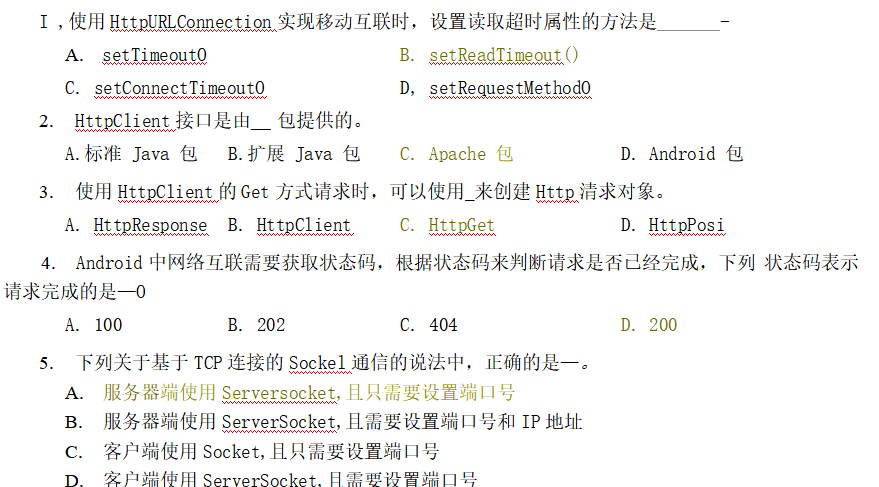 I ,使用 HttpURLConnection 实现移动互联时，设置读取超时属性的方法是_______-
A. setTimeout0 B. setReadTimeout()
C. setConnectTimeout0 D, setRequestMethod0
2. HttpClient 接口是由__ 包提供的。
A.标准 Java 包 B.扩展 Java 包 C. Apache 包 D. Android 包
3. 使用 HttpClient 的 Get 方式请求时，可以使用_来创建 Http 清求对象。
A. HttpResponse B. HttpClient C. HttpGet D. HttpPosi
4. Android 中网络互联需要获取状态码，根据状态码来判断请求是否已经完成，下列 状态码表示
请求完成的是—0
A. 100 B. 202 C. 404 D. 200
5. 下列关于基于 TCP 连接的 Sockel 通信的说法中，正确的是—。
A. 服务器端使用 Serversocket,且只需要设置端口号
B. 服务器端使用 ServerSocket,且需要设置端口号和 IP 地址
C. 客户端使用 Socket,且只需要设置端口号
D. 客户端使用 ServerSocket,且需要设置端口号